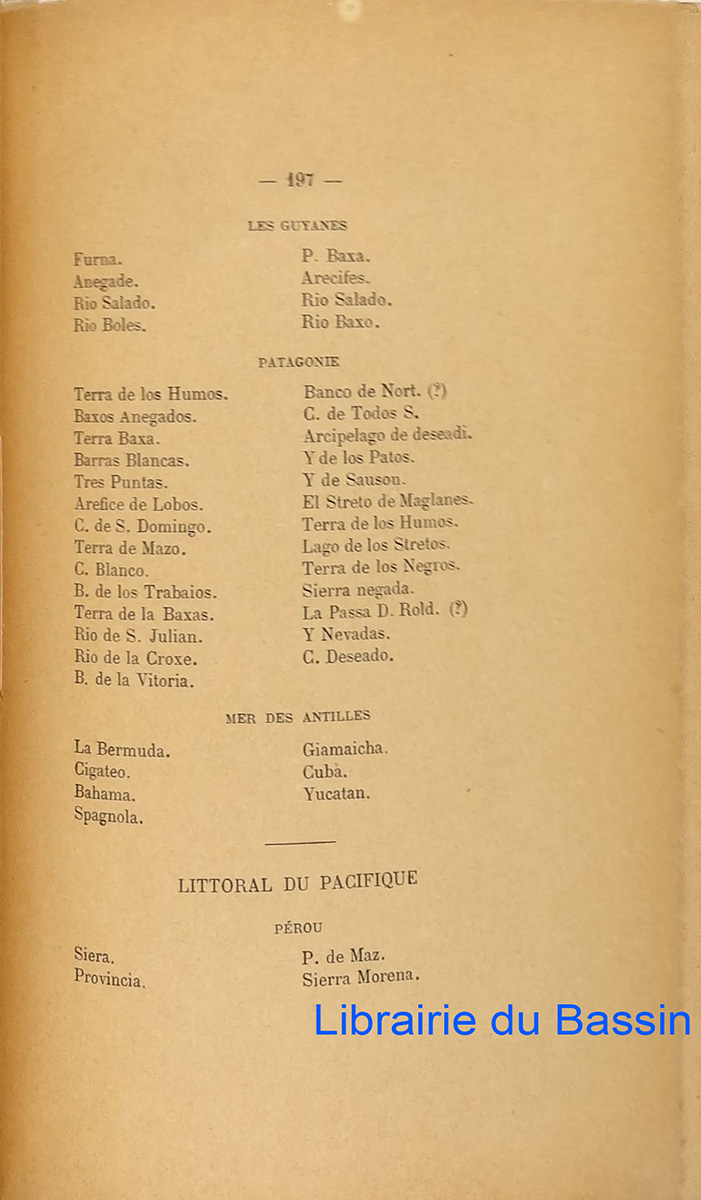 — 197 —
LES GUYANES
Furna. P. Baxa.
Anegade. Arecifes.
Rio Salado. Rio Salado.
Rio Boles. Rio Baxo.
PATAGONIE
Terra de los Humos. Banco de Nort. (?)
Baxos Anegados. C. de Todos S.
Terra Baxa. Arcipelago de deseadi.
Barras Blancas. Y de los Patos.
Tres Puntas. Y de Sauson.
Arefice de Lobos. El Streto de Maglanes.
C. de S. Domingo. Terra de los Humos.
Terra de Mazo. Lago de los Stretos.
C. Blanco. Terra de los Negros.
B. de los Trabaios. Sierra negada.
Terra de la Baxas. La Passa D. Rold. (?)
Rio de S. Julian. Y Nevadas.
Rio de la Croxe. C. Deseado.
B. de la Vitoria.
MER DES ANTILLES
La Bermuda. Giamaicha.
Cigateo. Cuba.
Bahama. Yucatan.
Spagnola.
LITTORAL DU PACIFIQUE
PÉROU
Siera. P. de Maz.
Provincia. Sierra Morena.
Librairie du Bassin